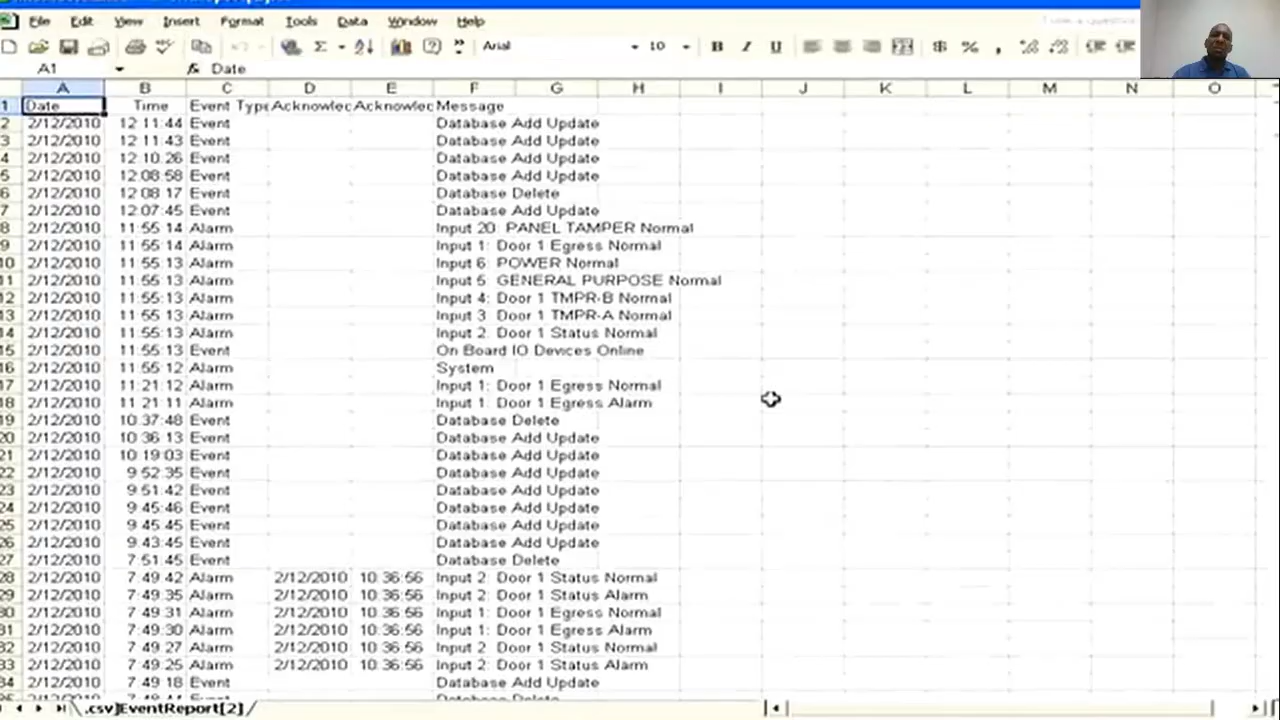 File Edit View Insert Format Tools Data Window Help
Arial 10 B I U $ % ,
A1 fx Date
A B C D E F G H I J K L M N O
1 Date Time Event Type Acknowlec Acknowlec Message
2 2/12/2010 12:11:44 Event Database Add Update
3 2/12/2010 12:11:43 Event Database Add Update
4 2/12/2010 12:10:26 Event Database Add Update
5 2/12/2010 12:08:58 Event Database Add Update
6 2/12/2010 12:08:17 Event Database Delete
7 2/12/2010 12:07:45 Event Database Add Update
8 2/12/2010 11:55:14 Alarm Input 20: PANEL TAMPER Normal
9 2/12/2010 11:55:14 Alarm Input 1: Door 1 Egress Normal
10 2/12/2010 11:55:13 Alarm Input 6: POWER Normal
11 2/12/2010 11:55:13 Alarm Input 5: GENERAL PURPOSE Normal
12 2/12/2010 11:55:13 Alarm Input 4: Door 1 TMPR-B Normal
13 2/12/2010 11:55:13 Alarm Input 3: Door 1 TMPR-A Normal
14 2/12/2010 11:55:13 Alarm Input 2: Door 1 Status Normal
15 2/12/2010 11:55:13 Event On Board IO Devices Online
16 2/12/2010 11:55:12 Alarm System
17 2/12/2010 11:21:12 Alarm Input 1: Door 1 Egress Normal
18 2/12/2010 11:21:11 Alarm Input 1: Door 1 Egress Alarm
19 2/12/2010 10:37:48 Event Database Delete
20 2/12/2010 10:36:13 Event Database Add Update
21 2/12/2010 10:19:03 Event Database Add Update
22 2/12/2010 9:52:35 Event Database Add Update
23 2/12/2010 9:51:42 Event Database Add Update
24 2/12/2010 9:45:46 Event Database Add Update
25 2/12/2010 9:45:45 Event Database Add Update
26 2/12/2010 9:43:45 Event Database Add Update
27 2/12/2010 7:51:45 Event Database Delete
28 2/12/2010 7:49:42 Alarm 2/12/2010 10:36:56 Input 2: Door 1 Status Normal
29 2/12/2010 7:49:35 Alarm 2/12/2010 10:36:56 Input 2: Door 1 Status Alarm
30 2/12/2010 7:49:31 Alarm 2/12/2010 10:36:56 Input 1: Door 1 Egress Normal
31 2/12/2010 7:49:30 Alarm 2/12/2010 10:36:56 Input 1: Door 1 Egress Alarm
32 2/12/2010 7:49:27 Alarm 2/12/2010 10:36:56 Input 2: Door 1 Status Normal
33 2/12/2010 7:49:25 Alarm 2/12/2010 10:36:56 Input 2: Door 1 Status Alarm
34 2/12/2010 7:49:18 Event Database Add Update
.csv]EventReport[2]